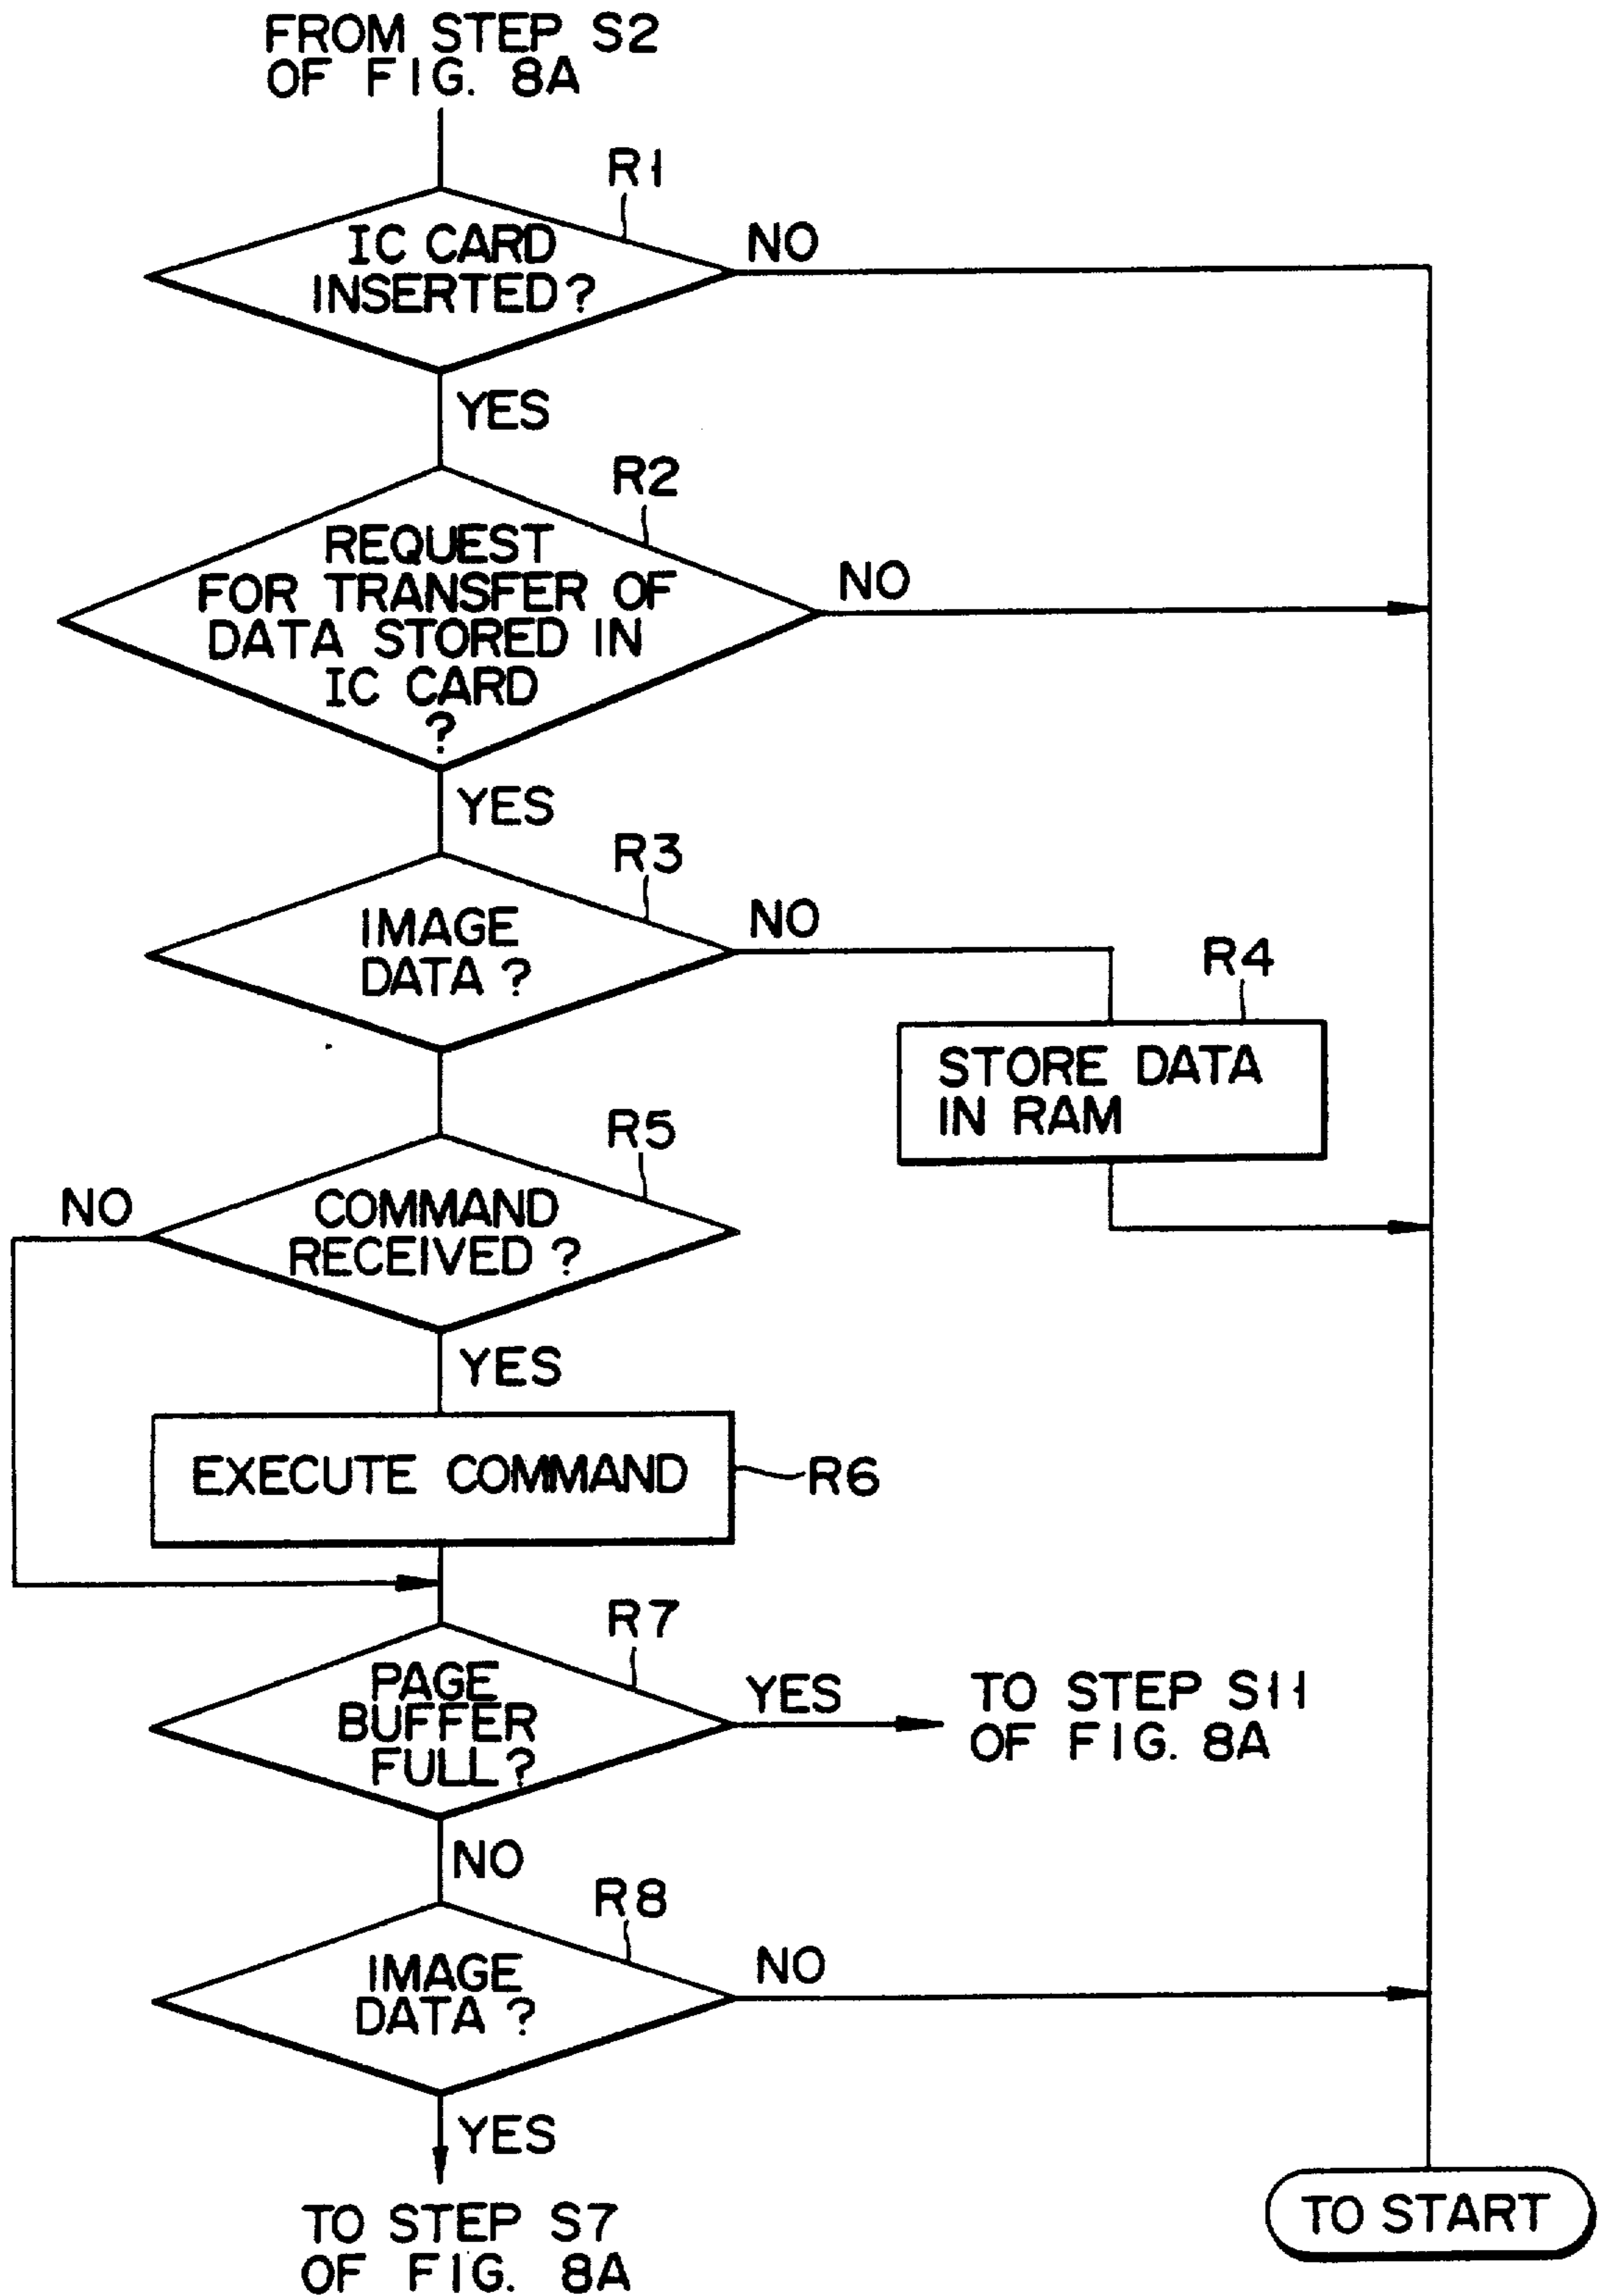 FROM STEP S2
OF FIG. 8A
R1
IC CARD
INSERTED?
NO
YES
R2
REQUEST
FOR TRANSFER OF
DATA STORED IN
IC CARD
?
NO
YES
R3
IMAGE
DATA?
NO
R4
STORE DATA
IN RAM
R5
COMMAND
RECEIVED?
NO
YES
EXECUTE COMMAND
R6
R7
PAGE
BUFFER
FULL?
YES
TO STEP S11
OF FIG. 8A
NO
R8
IMAGE
DATA?
NO
YES
TO STEP S7
OF FIG. 8A
TO START